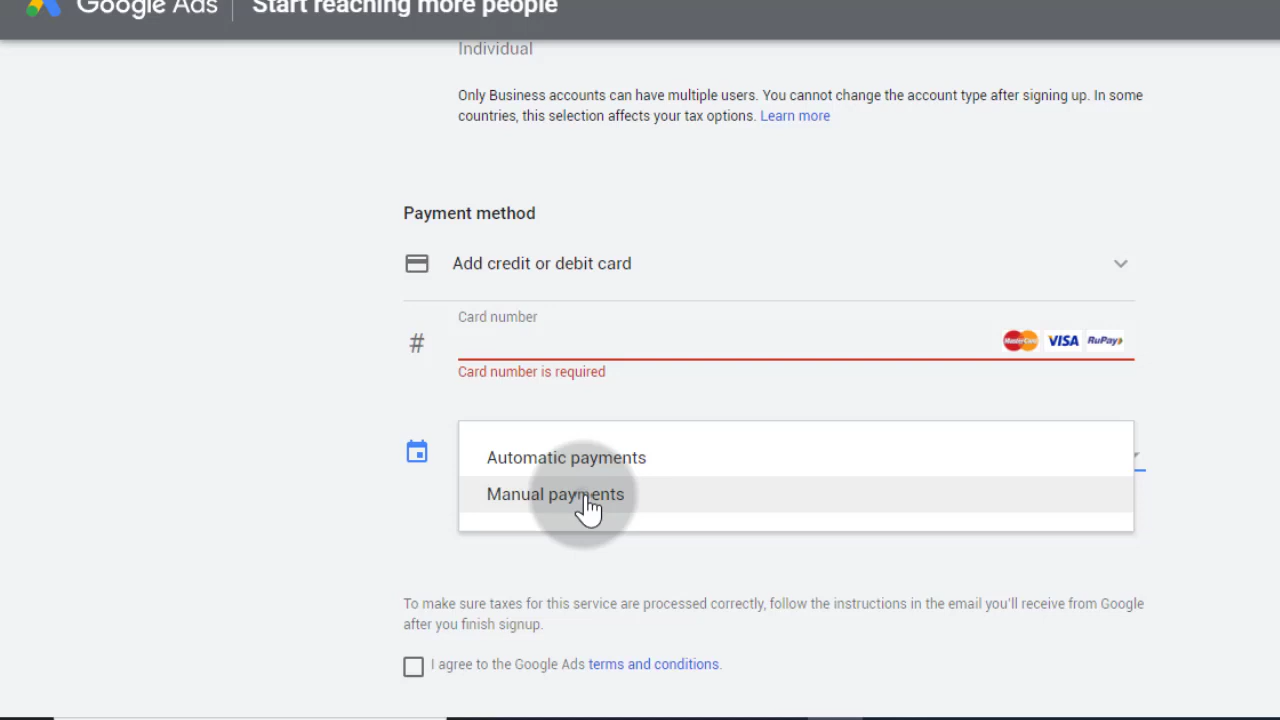 Google Ads Start reaching more people
Individual
Only Business accounts can have multiple users. You cannot change the account type after signing up. In some
countries, this selection affects your tax options. Learn more
Payment method
Add credit or debit card
Card number
# MasterCard VISA RuPay
Card number is required
Automatic payments
Manual payments
To make sure taxes for this service are processed correctly, follow the instructions in the email you'll receive from Google
after you finish signup.
I agree to the Google Ads terms and conditions.